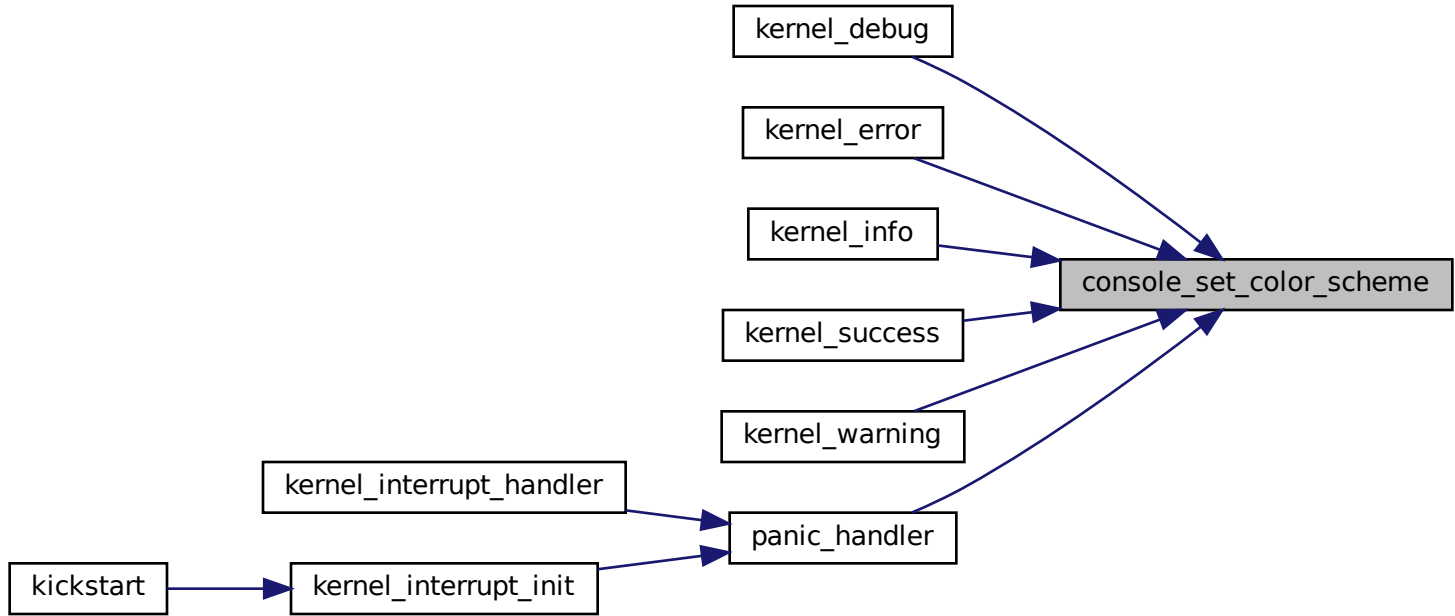 kernel_debug
kernel_error
kernel_info
console_set_color_scheme
kernel_success
kernel_warning
kernel_interrupt_handler
panic_handler
kickstart
kernel_interrupt_init